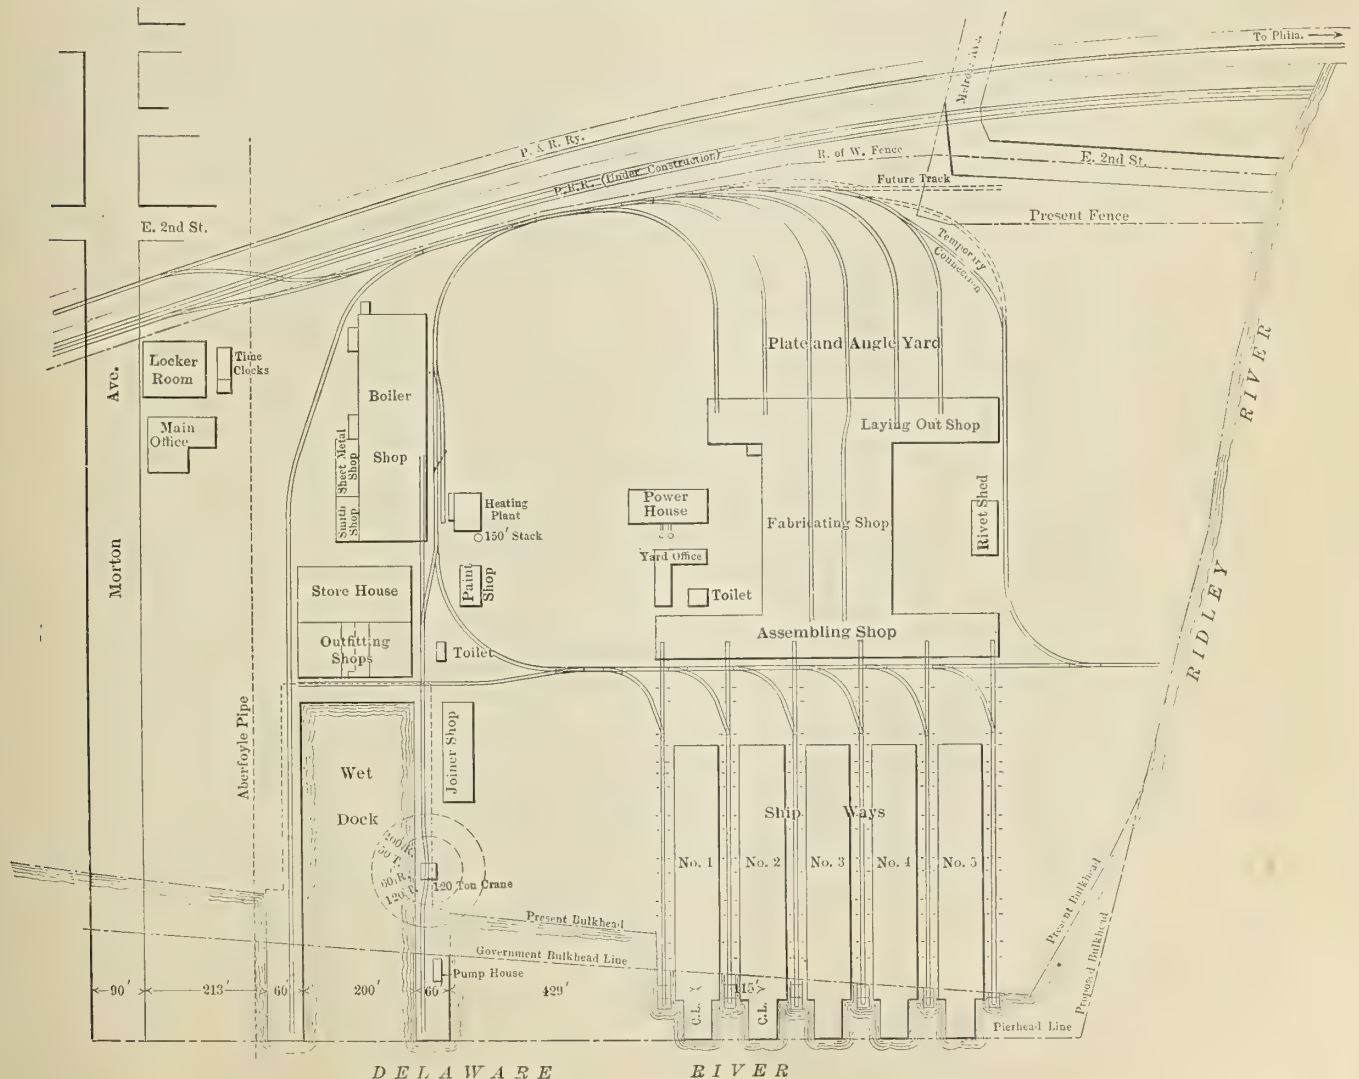 To Phila.
Melrose Ave.
P. & R. Ry.
P.R.R. (Under Construction)
R. of W. Fence
E. 2nd St.
Future Track
Present Fence
E. 2nd St.
Temporary
Connection
RIDLEY RIVER
Morton Ave.
Locker
Room
Time
Clocks
Main
Office
Boiler
Shop
Sheet Metal
Shop
Smith
Shop
Plate and Angle Yard
Laying Out Shop
Heating
Plant
150' Stack
Power
House
Fabricating Shop
Rivet Shed
Yard Office
Paint
Shop
Toilet
Store House
Outfitting
Shops
Toilet
Assembling Shop
Aberfoyle Pipe
Wet
Dock
Joiner Shop
Ship Ways
No. 1
No. 2
No. 3
No. 4
No. 5
200 R.
50 T.
60 R.
120 T.
120 Ton Crane
Present Bulkhead
Government Bulkhead Line
Present Bulkhead
Proposed Bulkhead
Pump House
90'
213'
60
200'
60
429'
115'
C.L.
C.L.
Pierhead Line
DELAWARE RIVER